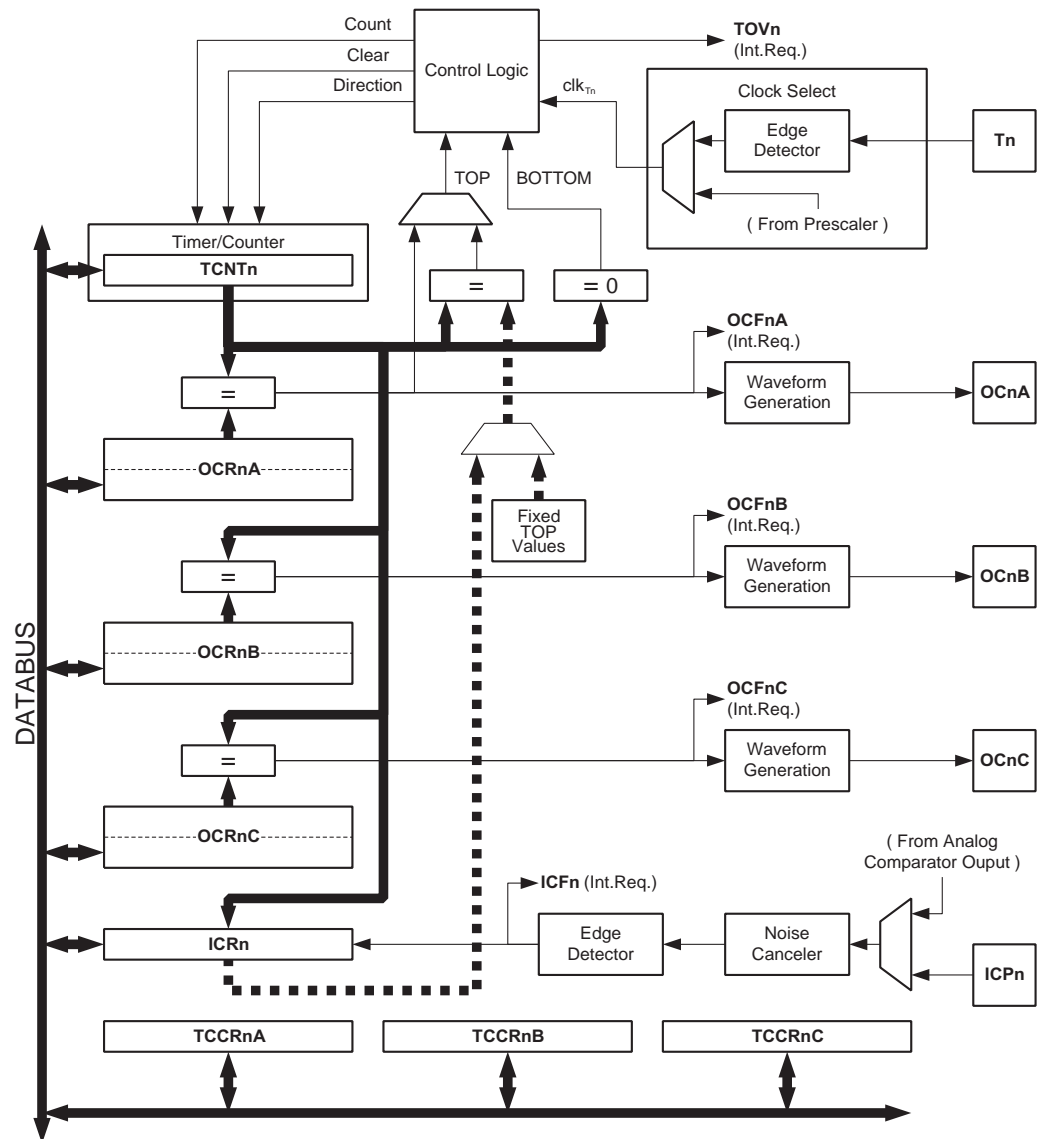 Count
Clear
Direction
Control Logic
TOVn
(Int.Req.)
clkTn
Clock Select
Edge
Detector
Tn
( From Prescaler )
TOP
BOTTOM
Timer/Counter
TCNTn
=
= 0
OCFnA
(Int.Req.)
=
Waveform
Generation
OCnA
OCRnA
Fixed
TOP
Values
OCFnB
(Int.Req.)
=
Waveform
Generation
OCnB
OCRnB
DATABUS
OCFnC
(Int.Req.)
=
Waveform
Generation
OCnC
OCRnC
( From Analog
Comparator Ouput )
ICFn (Int.Req.)
ICRn
Edge
Detector
Noise
Canceler
ICPn
TCCRnA
TCCRnB
TCCRnC